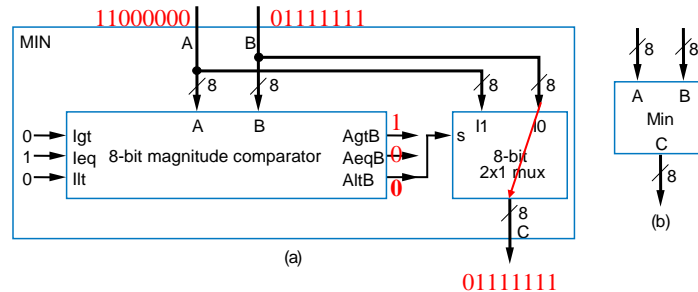 11000000 01111111
MIN A B
8 8 8 8 8 8
A B I1 I0 A B
0 Igt AgtB 1 s Min
1 Ieq 8-bit magnitude comparator AeqB 0 8-bit C
0 Ilt AltB 0 2x1 mux 8
8
C (b)
(a)
01111111